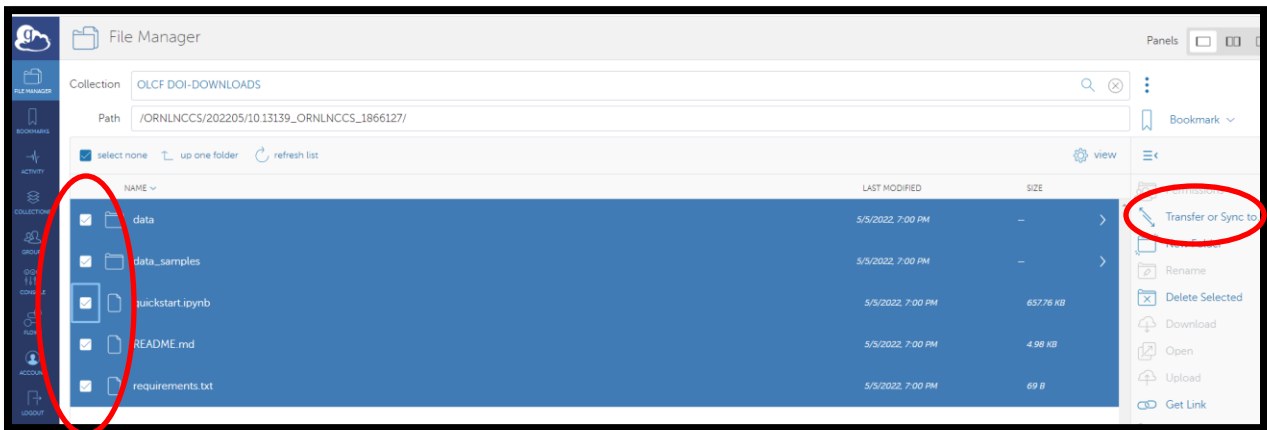 g
File Manager
Panels
FILE MANAGER
Collection
OLCF DOI-DOWNLOADS
BOOKMARKS
Path
/ORNLNCCS/202205/10.13139_ORNLNCCS_1866127/
Bookmark
ACTIVITY
select none
up one folder
refresh list
view
NAME
LAST MODIFIED
SIZE
Permissions
data
5/5/2022, 7:00 PM
—
Transfer or Sync to
New Folder
data_samples
5/5/2022, 7:00 PM
—
Rename
quickstart.ipynb
5/5/2022, 7:00 PM
657.76 KB
Delete Selected
Download
README.md
5/5/2022, 7:00 PM
4.98 KB
Open
Upload
requirements.txt
5/5/2022, 7:00 PM
69 B
LOGOUT
Get Link